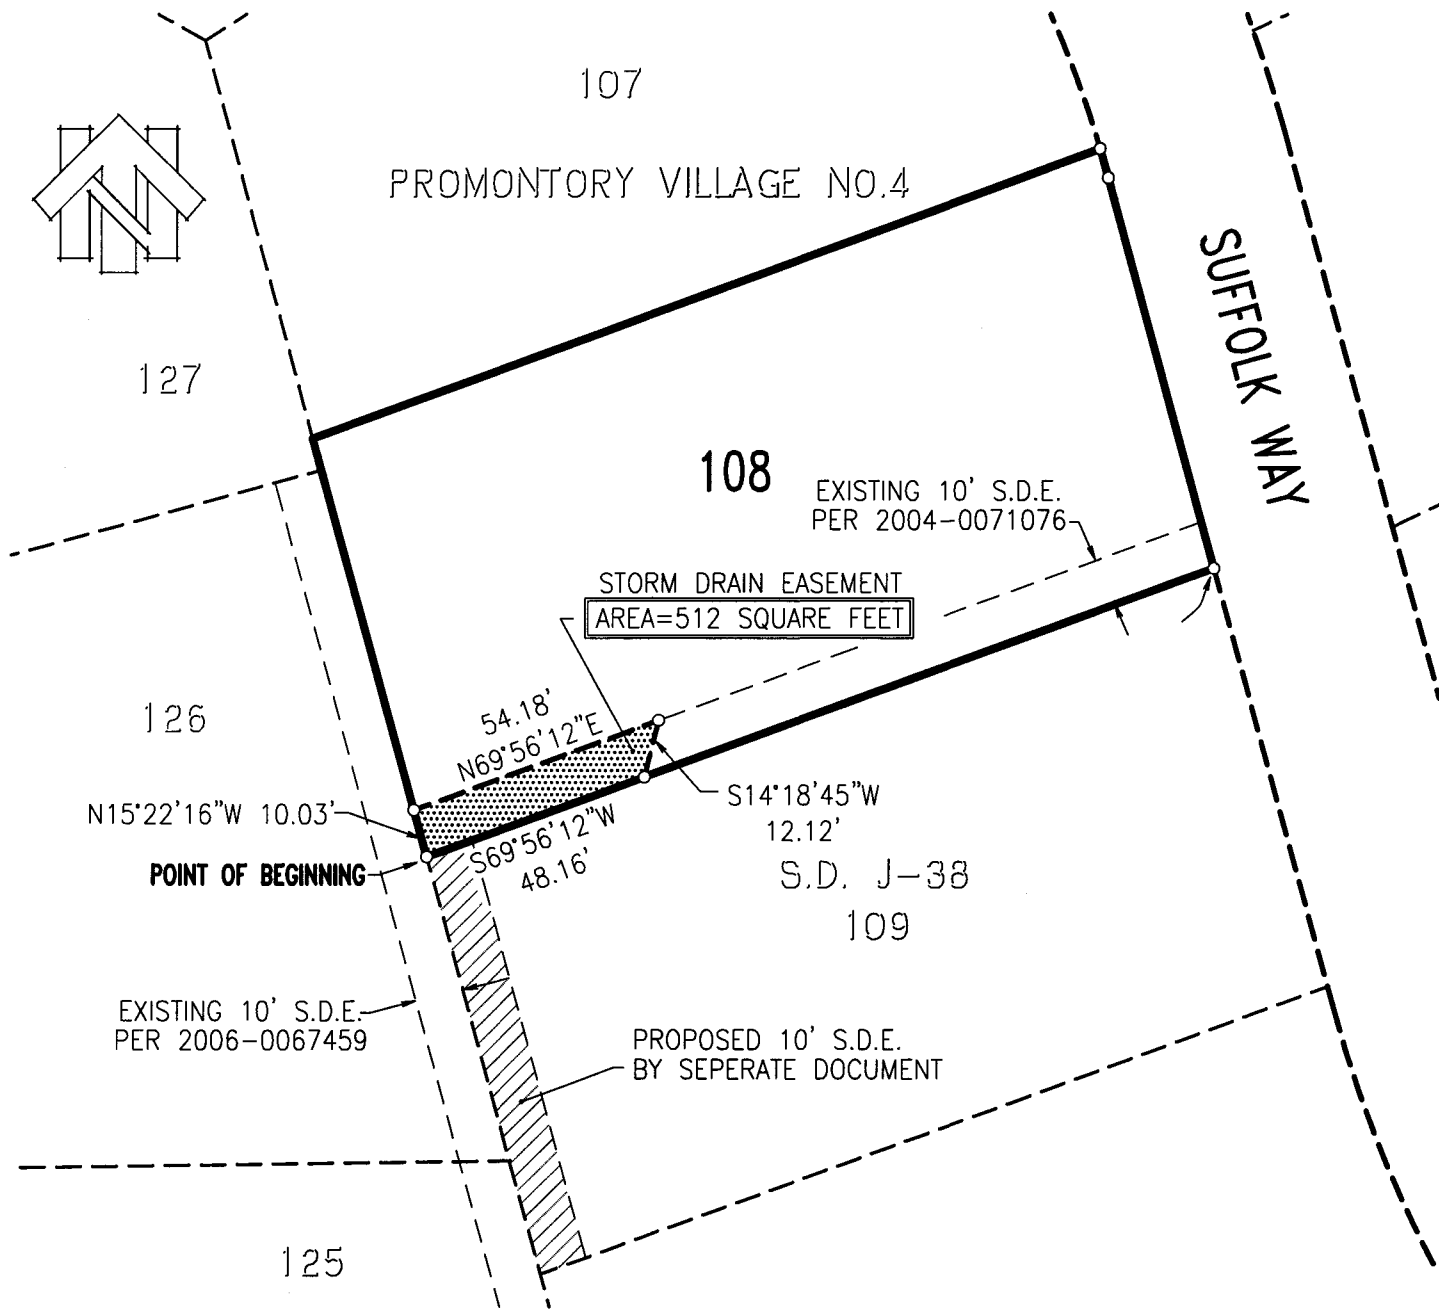 107
PROMONTORY VILLAGE NO.4
N
SUFFOLK WAY
127
108
EXISTING 10' S.D.E.
PER 2004-0071076
STORM DRAIN EASEMENT
AREA=512 SQUARE FEET
126
54.18'
N69°56'12"E
N15°22'16"W 10.03'
S14°18'45"W
12.12'
POINT OF BEGINNING
S69°56'12"W
48.16'
S.D. J-38
109
EXISTING 10' S.D.E.
PER 2006-0067459
PROPOSED 10' S.D.E.
BY SEPERATE DOCUMENT
125